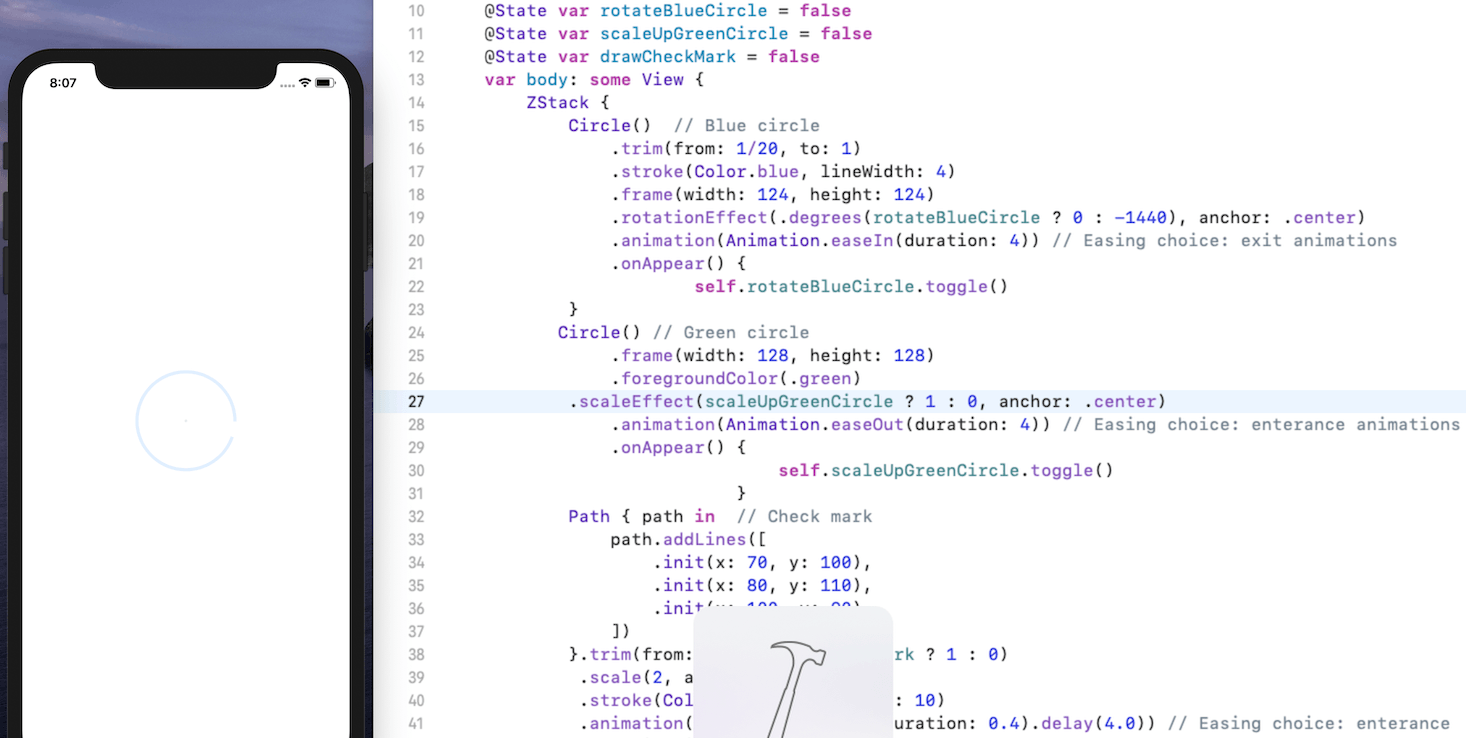 8:07
10 @State var rotateBlueCircle = false
11 @State var scaleUpGreenCircle = false
12 @State var drawCheckMark = false
13 var body: some View {
14 ZStack {
15 Circle()  // Blue circle
16 .trim(from: 1/20, to: 1)
17 .stroke(Color.blue, lineWidth: 4)
18 .frame(width: 124, height: 124)
19 .rotationEffect(.degrees(rotateBlueCircle ? 0 : -1440), anchor: .center)
20 .animation(Animation.easeIn(duration: 4)) // Easing choice: exit animations
21 .onAppear() {
22 self.rotateBlueCircle.toggle()
23 }
24 Circle() // Green circle
25 .frame(width: 128, height: 128)
26 .foregroundColor(.green)
27 .scaleEffect(scaleUpGreenCircle ? 1 : 0, anchor: .center)
28 .animation(Animation.easeOut(duration: 4)) // Easing choice: enterance animations
29 .onAppear() {
30 self.scaleUpGreenCircle.toggle()
31 }
32 Path { path in  // Check mark
33 path.addLines([
34 .init(x: 70, y: 100),
35 .init(x: 80, y: 110),
36 .init(
37 ])
38 }.trim(from: rk ? 1 : 0)
39 .scale(2, a
40 .stroke(Col : 10)
41 .animation( uration: 0.4).delay(4.0)) // Easing choice: enterance